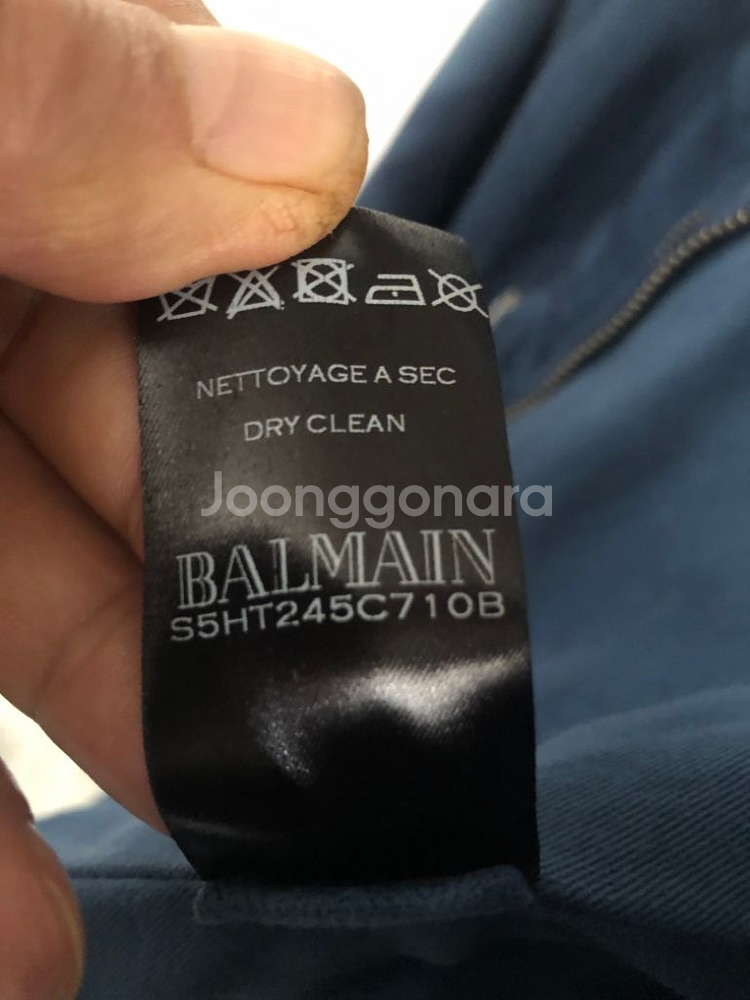 NETTOYAGE A SEC
DRY CLEAN
Joonggonara
BALMAIN
S5HT245C710B